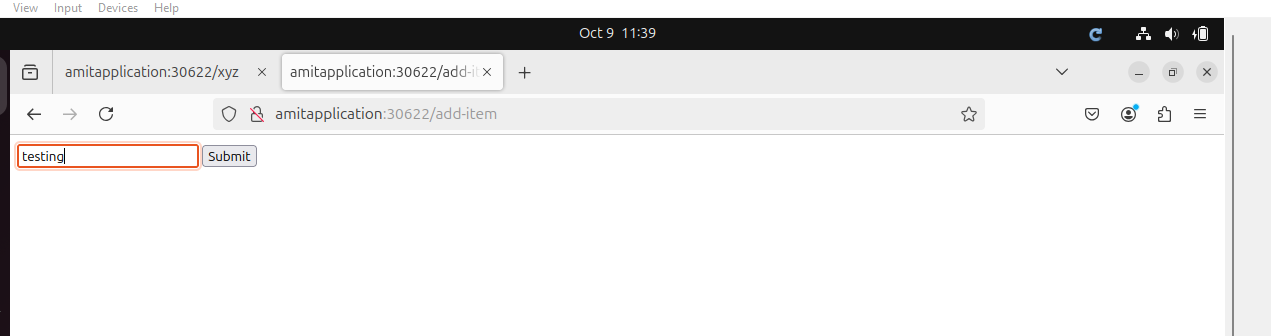 View Input Devices Help
Oct 9 11:39
amitapplication:30622/xyz amitapplication:30622/add-it
amitapplication:30622/add-item
testing Submit